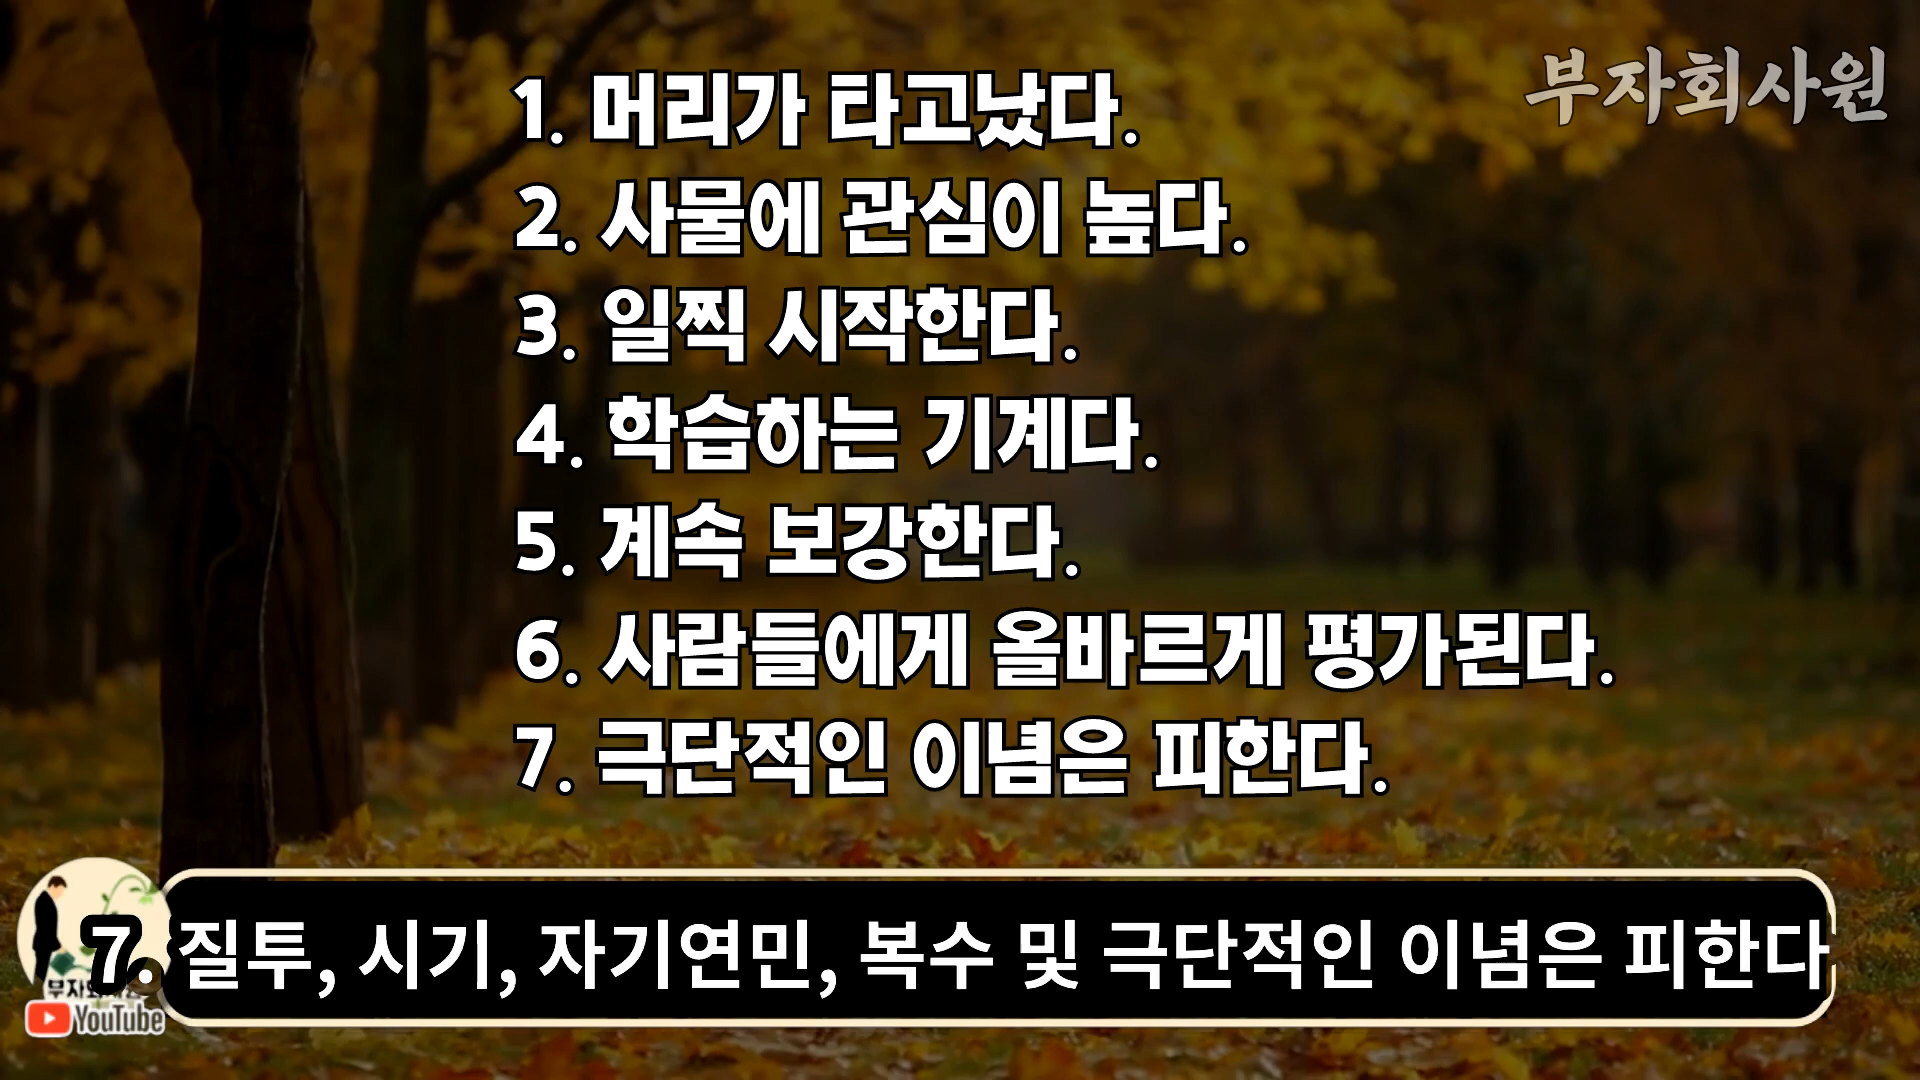 부자회사원
1. 머리가 타고났다.
2. 사물에 관심이 높다.
3. 일찍 시작한다.
4. 학습하는 기계다.
5. 계속 보강한다.
6. 사람들에게 올바르게 평가된다.
7. 극단적인 이념은 피한다.
7. 질투, 시기, 자기연민, 복수 및 극단적인 이념은 피한다
YouTube